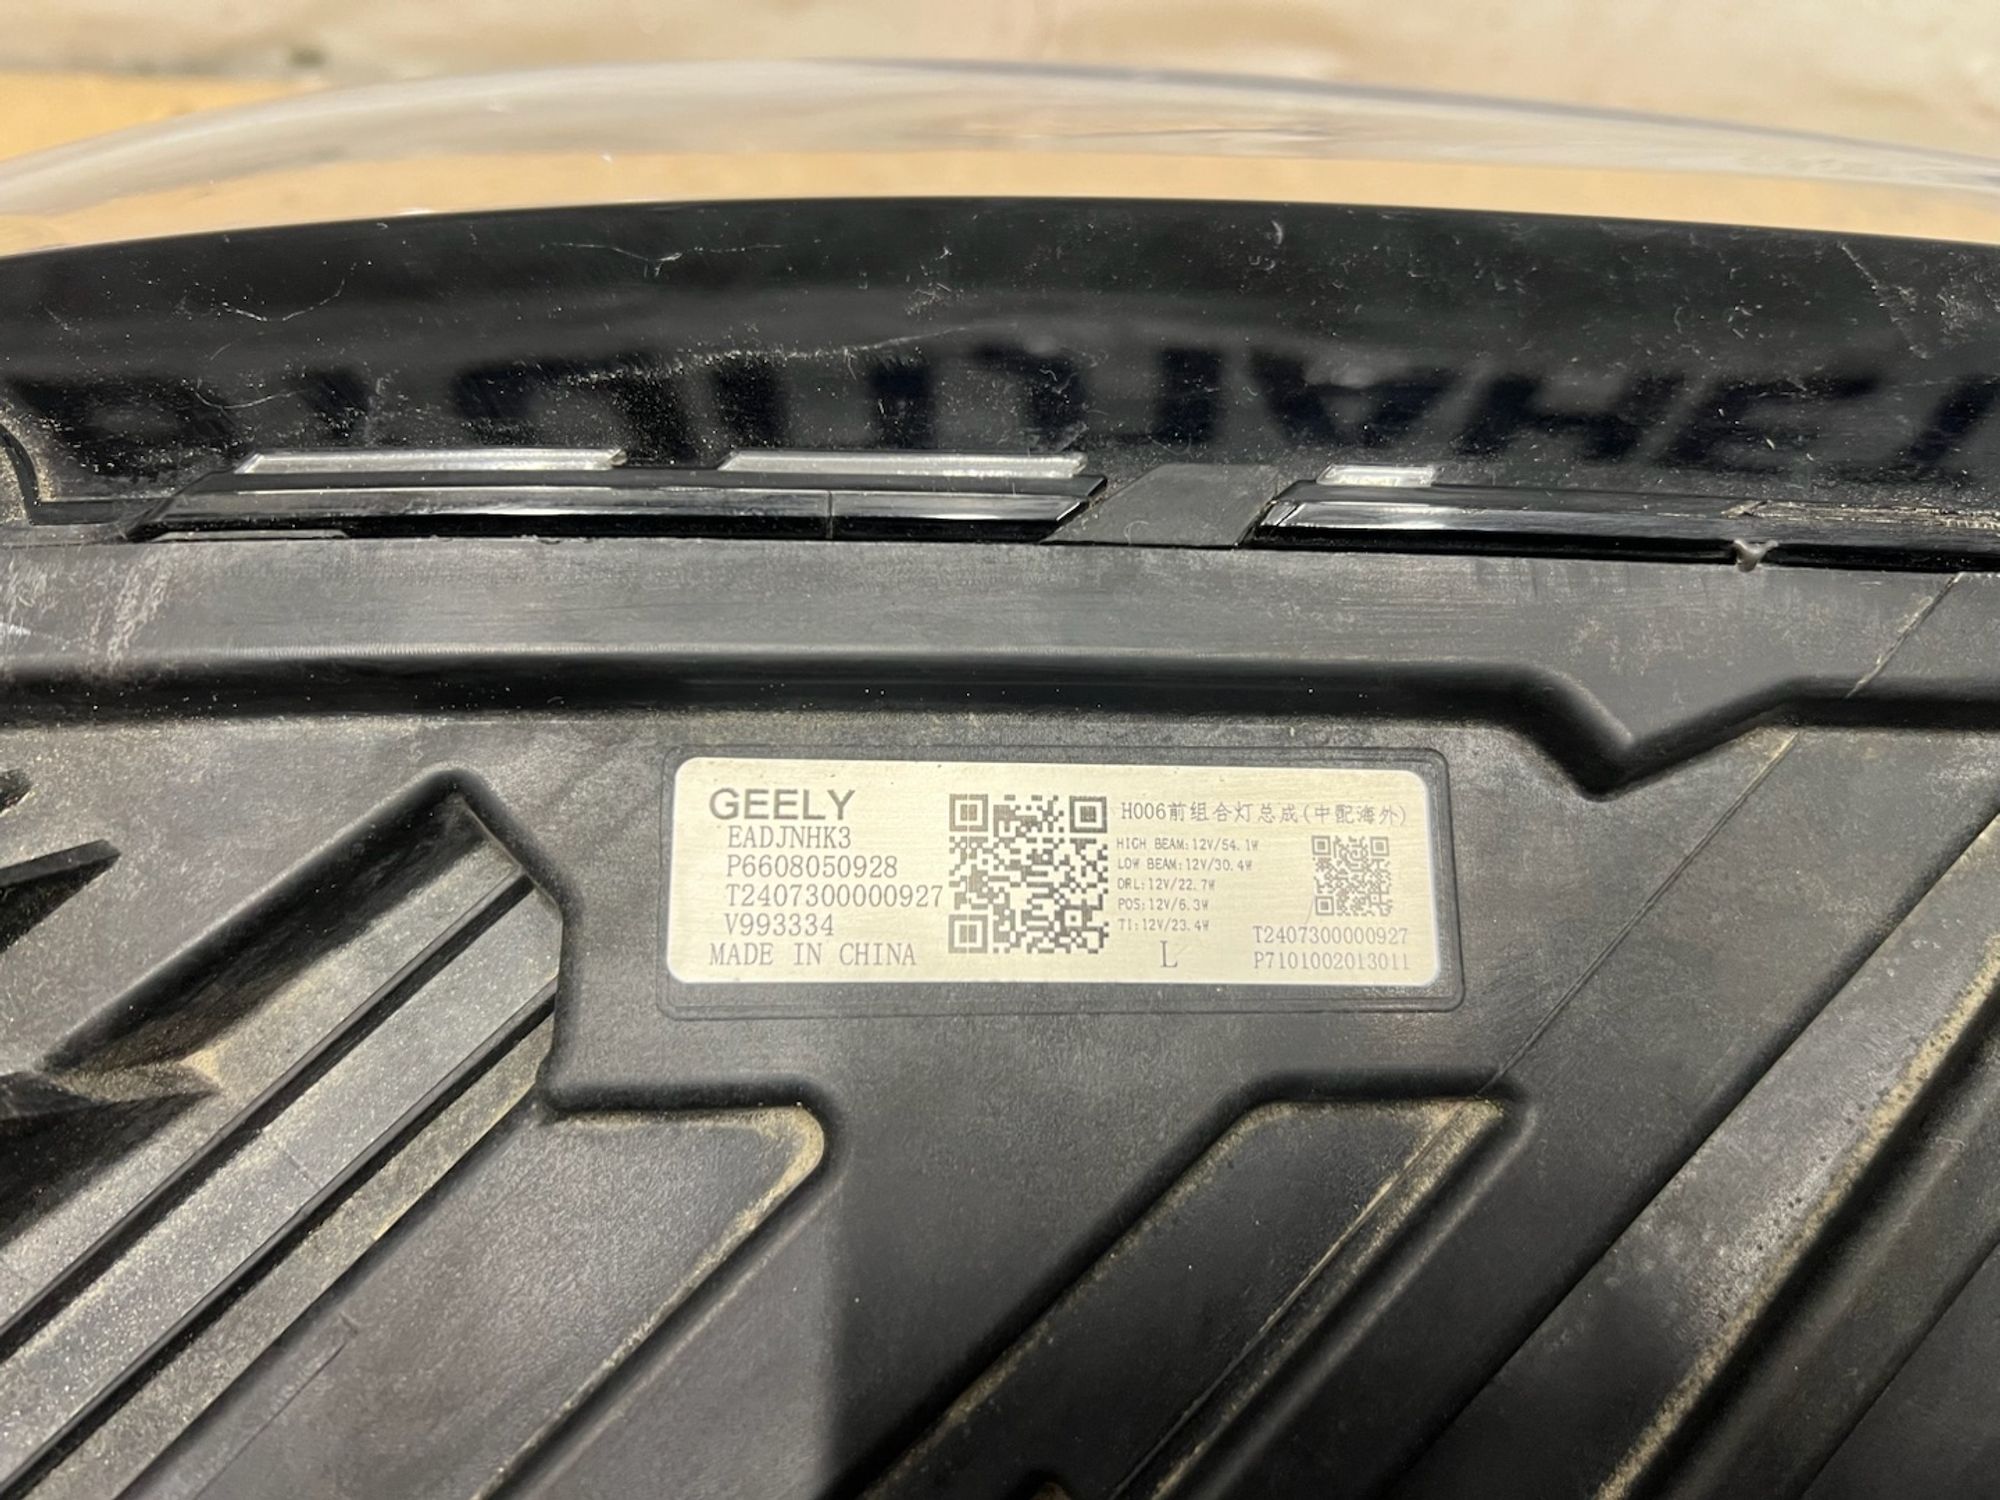 GEELY
EADJNHK3
P6608050928
T2407300000927
V993334
MADE IN CHINA
H006前组合灯总成(中配海外)
HIGH BEAM:12V/54.1W
LOW BEAM:12V/30.4W
DRL:12V/22.7W
POS:12V/6.3W
TI:12V/23.4W
L
T2407300000927
P7101002013011